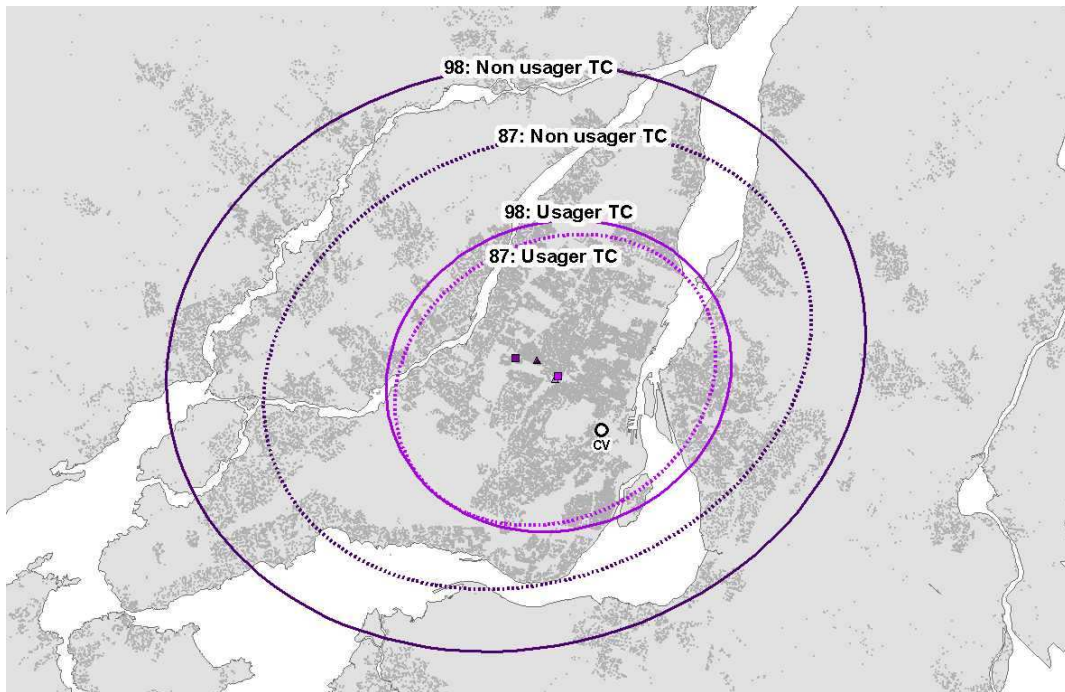 98: Non usager TC
87: Non usager TC
98: Usager TC
87: Usager TC
CV